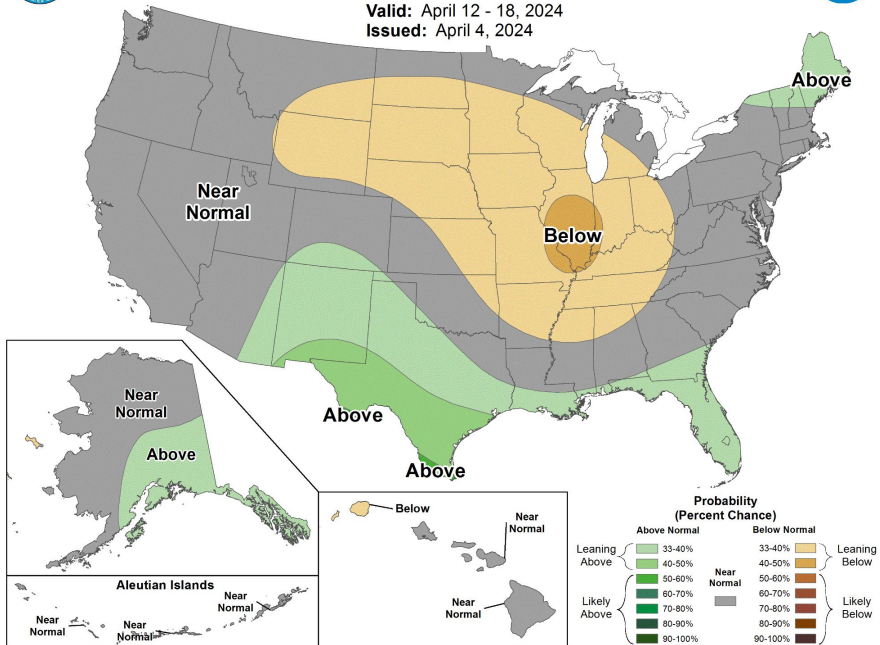 Valid: April 12 - 18, 2024
Issued: April 4, 2024
Above
Near
Normal
Below
Above
Above
Near
Normal
Above
Below
Near
Normal
Near
Normal
Aleutian Islands
Near
Normal
Near
Normal
Near
Normal
Probability
(Percent Chance)
Above Normal Below Normal
Leaning
Above
33-40%
40-50%
Likely
Above
50-60%
60-70%
70-80%
80-90%
90-100%
Near
Normal
33-40%
40-50%
Leaning
Below
50-60%
60-70%
70-80%
80-90%
90-100%
Likely
Below